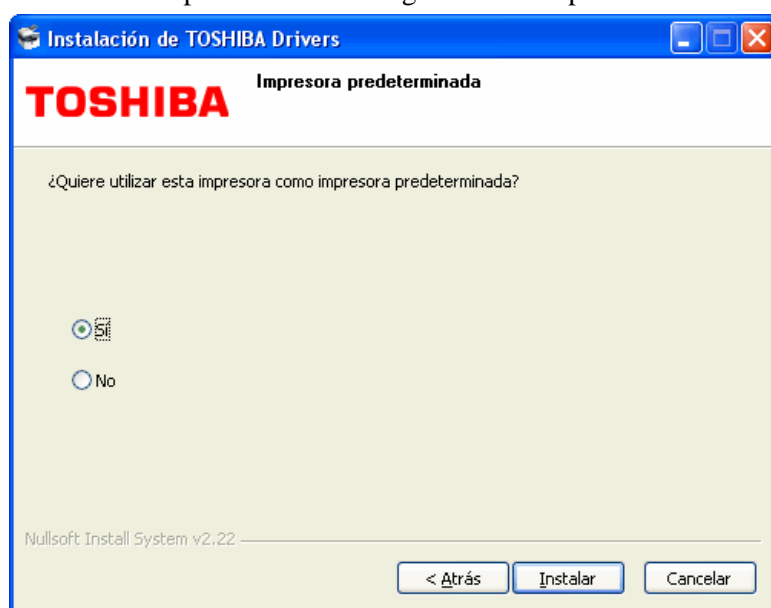 Instalación de TOSHIBA Drivers
TOSHIBA
Impresora predeterminada
¿Quiere utilizar esta impresora como impresora predeterminada?
Sí
No
Nullsoft Install System v2.22
< Atrás
Instalar
Cancelar